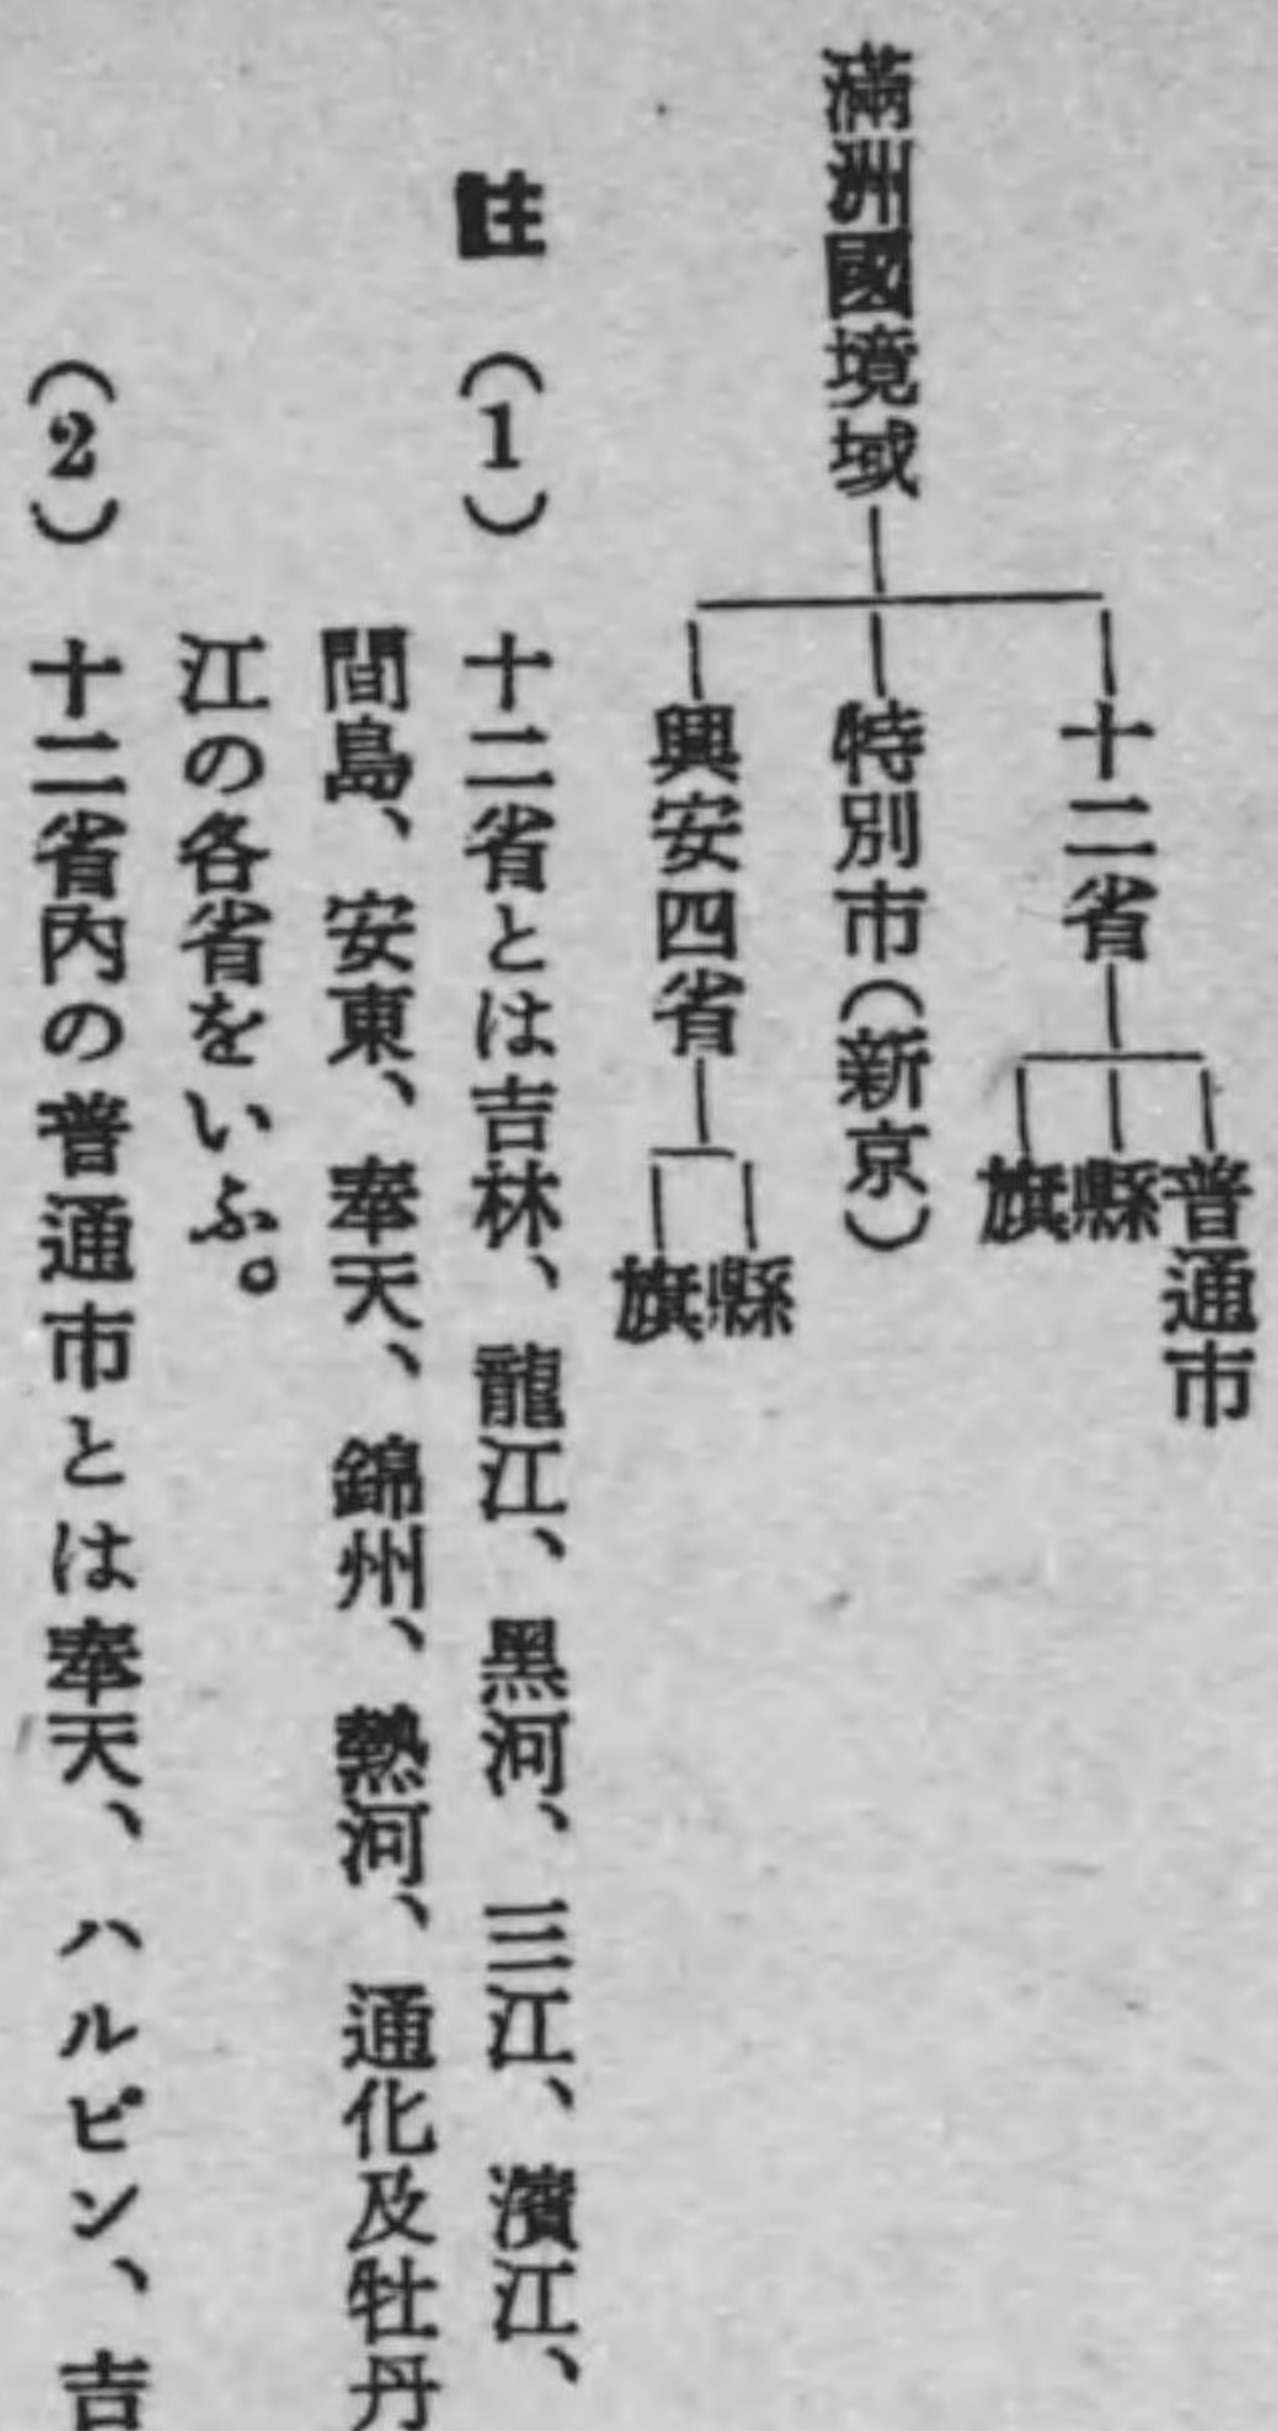 滿洲國境域
十二省
普通市
縣
旗
特別市(新京)
興安四省
縣
旗
註 (1) 十二省とは吉林、龍江、黑河、三江、濱江、
間島、安東、奉天、錦州、熱河、通化及牡丹
江の各省をいふ。
(2) 十二省內の普通市とは奉天、ハルピン、吉